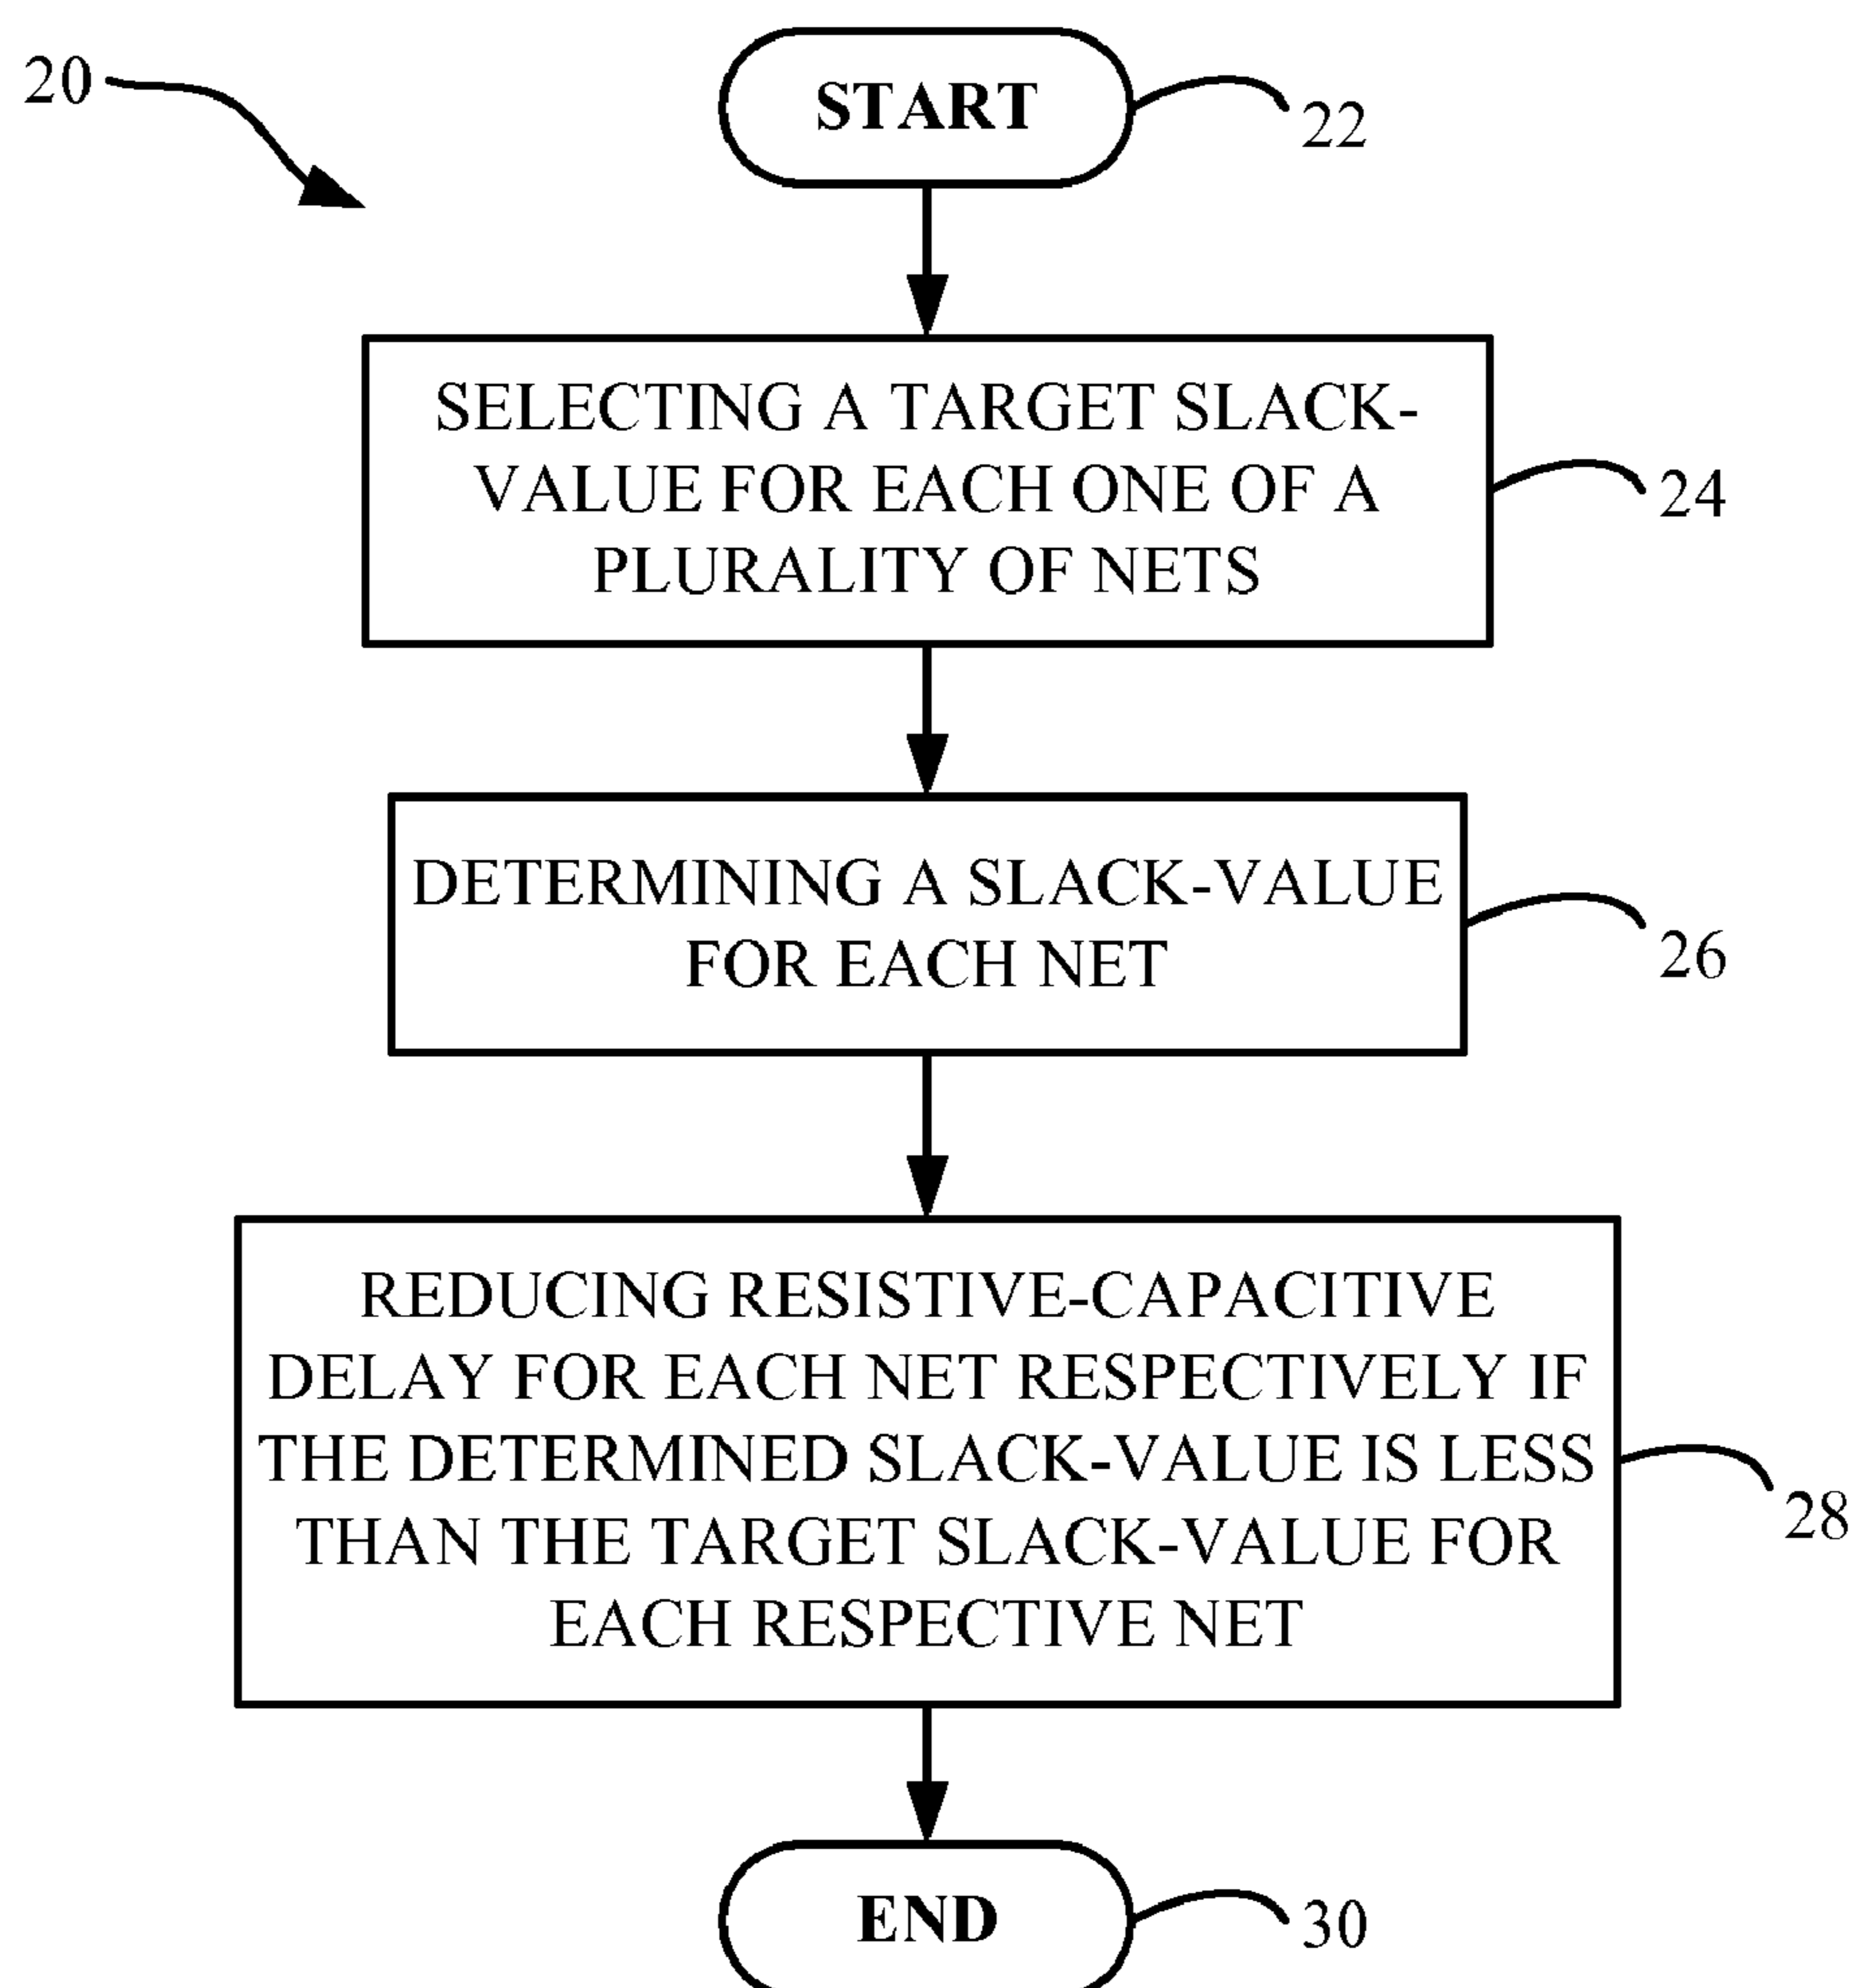 20
START
22
SELECTING A TARGET SLACK-
VALUE FOR EACH ONE OF A
PLURALITY OF NETS
24
DETERMINING A SLACK-VALUE
FOR EACH NET
26
REDUCING RESISTIVE-CAPACITIVE
DELAY FOR EACH NET RESPECTIVELY IF
THE DETERMINED SLACK-VALUE IS LESS
THAN THE TARGET SLACK-VALUE FOR
EACH RESPECTIVE NET
28
END
30